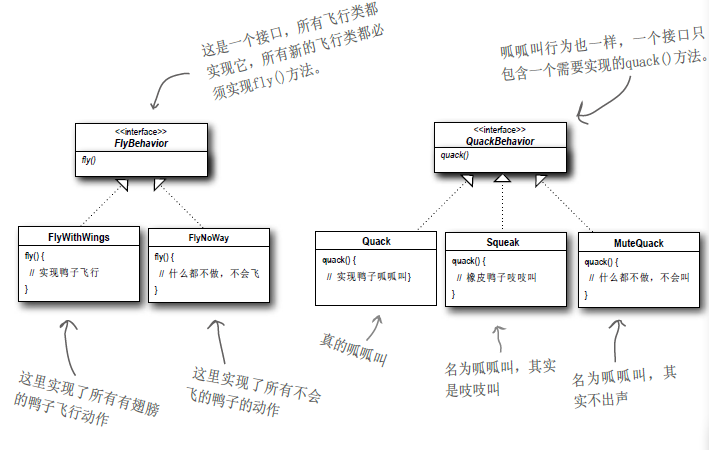 这是一个接口，所有飞行类都
实现它，所有新的飞行类都必
须实现fly()方法。
呱呱叫行为也一样，一个接口只
包含一个需要实现的quack()方法。
<<interface>>
FlyBehavior
fly()
<<interface>>
QuackBehavior
quack()
FlyWithWings
fly() {
// 实现鸭子飞行
}
FlyNoWay
fly() {
// 什么都不做，不会飞
}
Quack
quack() {
// 实现鸭子呱呱叫}
Squeak
quack() {
// 橡皮鸭子吱吱叫
}
MuteQuack
quack() {
// 什么都不做，不会叫
}
这里实现了所有有翅膀
的鸭子飞行动作
这里实现了所有不会
飞的鸭子的动作
真的呱呱叫
名为呱呱叫，其实
是吱吱叫
名为呱呱叫，其
实不出声